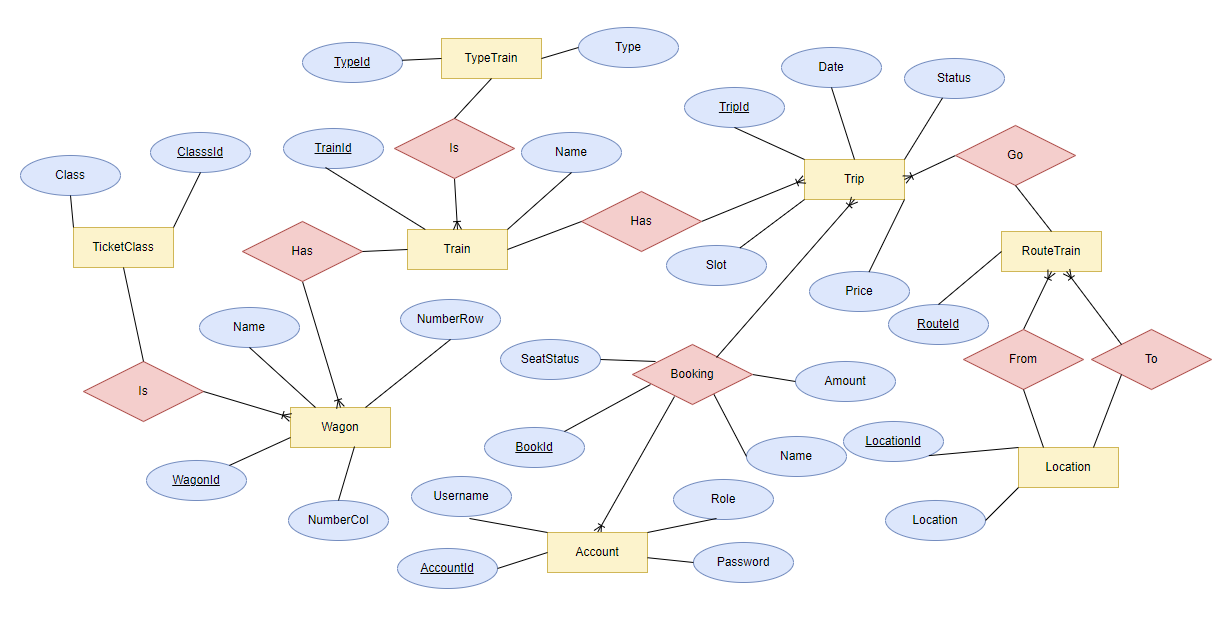 TypeTrain
Type
TypeId
Date
Status
TripId
ClasssId
TrainId
Is
Name
Go
Class
Trip
Has
TicketClass
Has
Train
RouteTrain
Slot
Price
Name
NumberRow
RouteId
SeatStatus
From
To
Booking
Amount
Is
Wagon
BookId
Name
LocationId
Location
WagonId
Username
Role
NumberCol
Location
Account
AccountId
Password